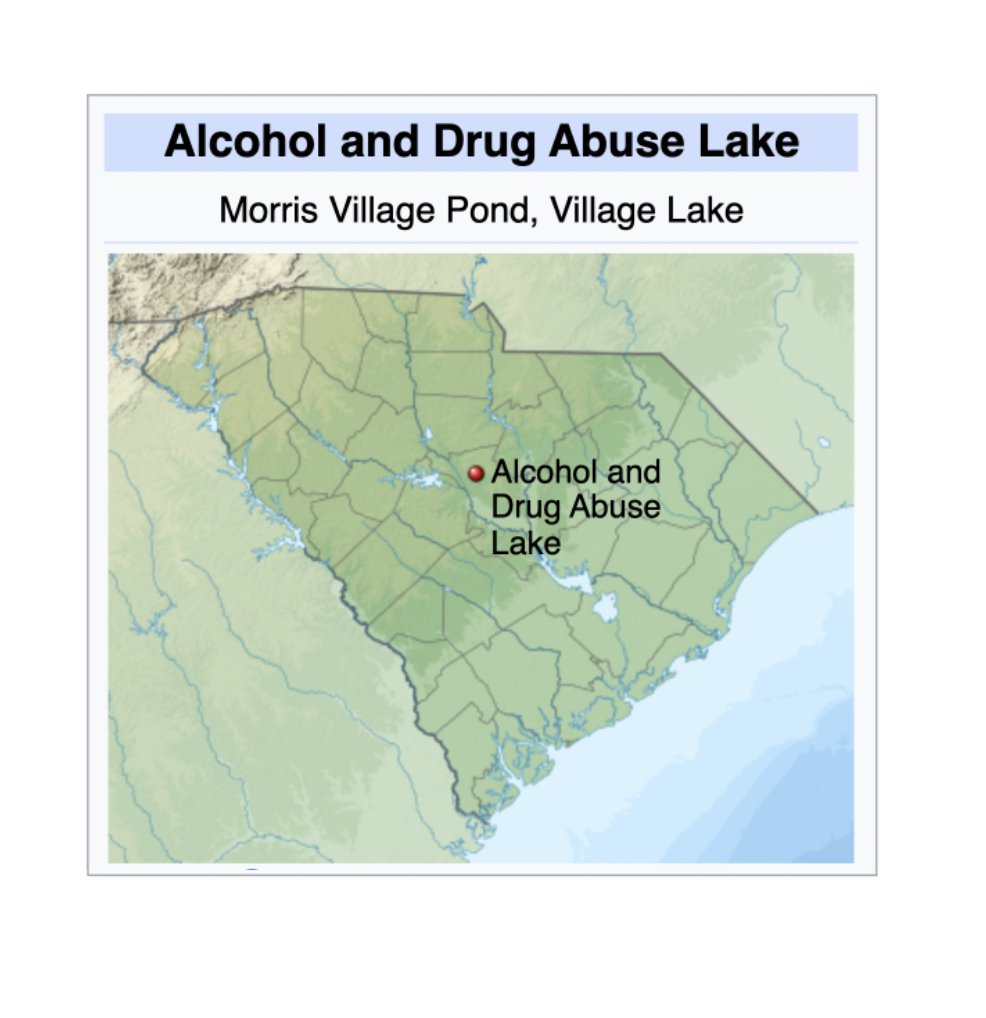 Alcohol and Drug Abuse Lake
Morris Village Pond, Village Lake
Alcohol and
Drug Abuse
Lake